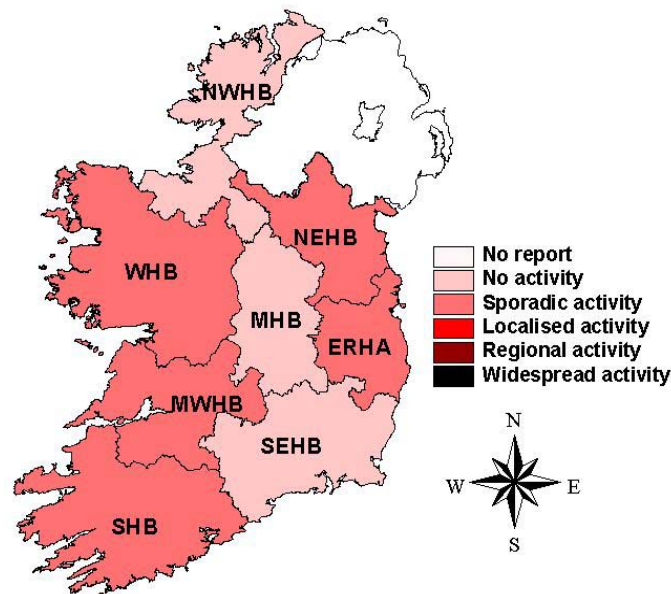 NWHB
NEHB
WHB
MHB
ERHA
MWHB
SEHB
SHB
No report
No activity
Sporadic activity
Localised activity
Regional activity
Widespread activity
N
W
E
S